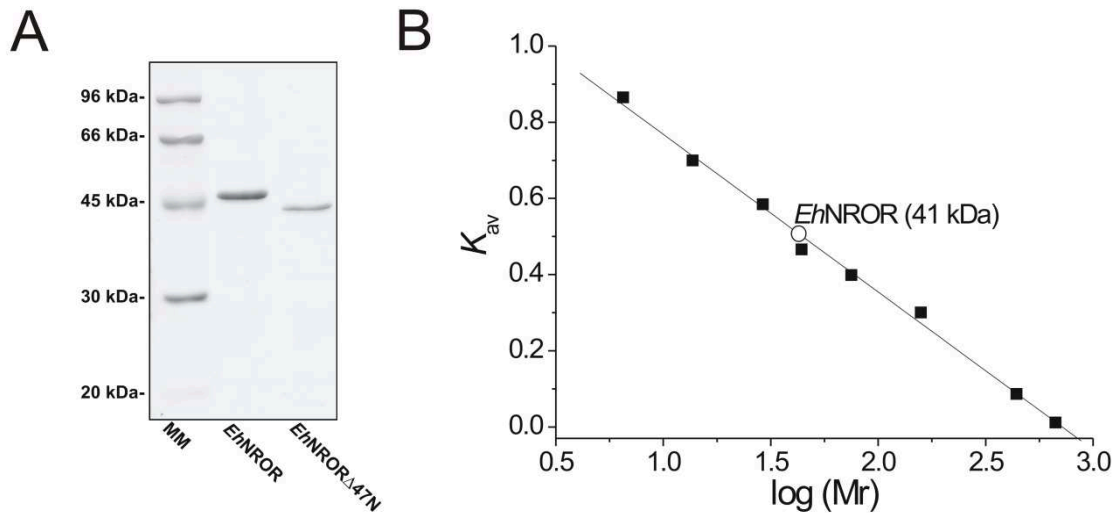 A
96 kDa-
66 kDa-
45 kDa-
30 kDa-
20 kDa-
MM
EhNROR
EhNRORΔ47N
B
1.0
0.8
0.6
0.4
0.2
0.0
Kav
EhNROR (41 kDa)
0.5 1.0 1.5 2.0 2.5 3.0
log (Mr)